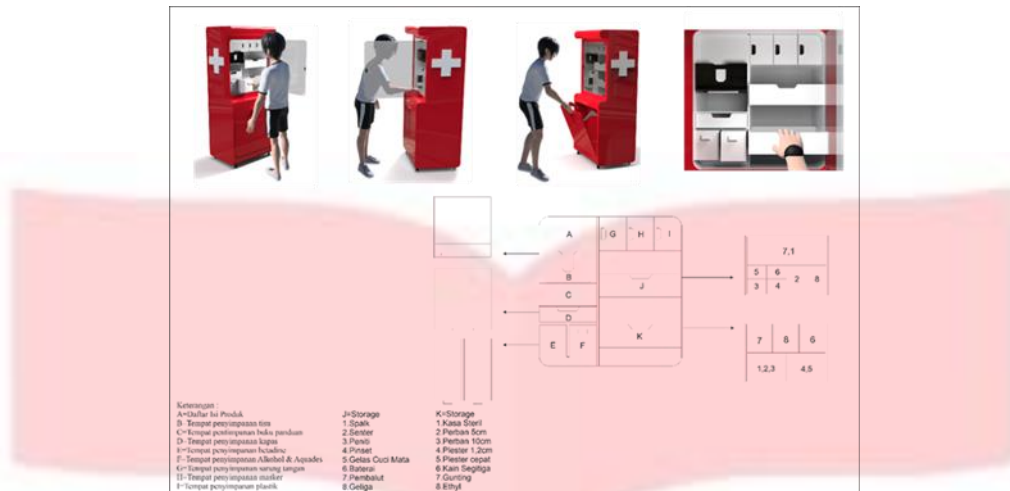 A
G
H
I
B
J
C
D
E
F
K
7,1
5
6
3
4
2
8
7
8
6
1,2,3
4,5
Keterangan :
A=Daftar Isi Produk
B=Tempat penyimpanan tisu
C=Tempat penyimpanan buku panduan
D=Tempat penyimpanan kapas
E=Tempat penyimpanan betadine
F=Tempat penyimpanan Alkohol & Aquades
G=Tempat penyimpanan sarung tangan
H=Tempat penyimpanan masker
I=Tempat penyimpanan plastik
J=Storage
1.Spalk
2.Senter
3.Peniti
4.Pinset
5.Gelas Cuci Mata
6.Baterai
7.Pembalut
8.Geliga
K=Storage
1.Kasa Steril
2.Perban 5cm
3.Perban 10cm
4.Plester 1,2cm
5.Plester cepat
6.Kain Segitiga
7.Gunting
8.Ethyl